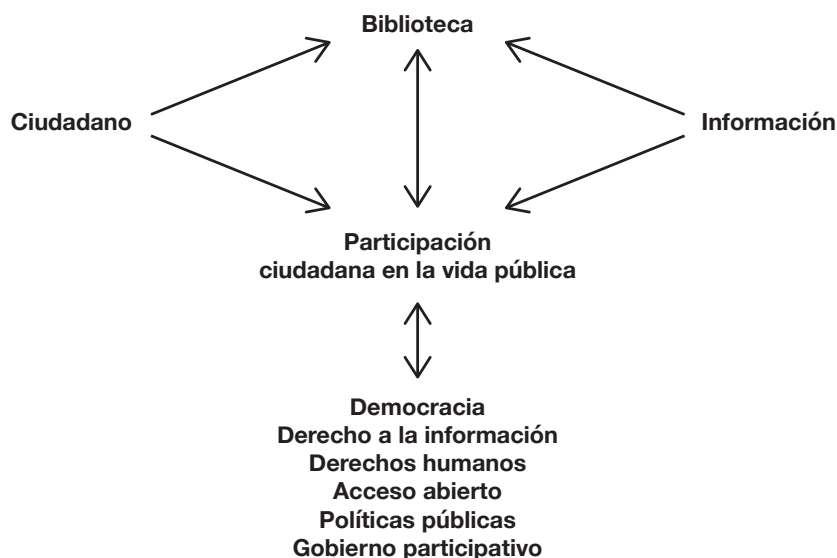 Biblioteca
Ciudadano
Información
Participación
ciudadana en la vida pública
Democracia
Derecho a la información
Derechos humanos
Acceso abierto
Políticas públicas
Gobierno participativo